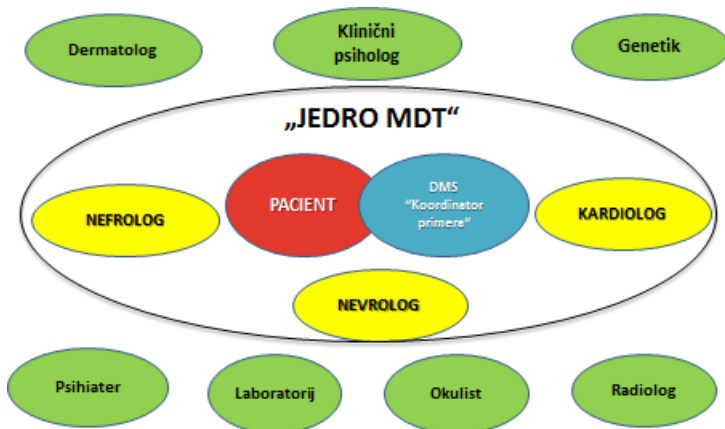 Dermatolog
Klinični
psiholog
Genetik
„JEDRO MDT“
PACIENT
DMS
“Koordinator
primera“
NEFROLOG
KARDIOLOG
NEVROLOG
Psihiater
Laboratorij
Okulist
Radiolog